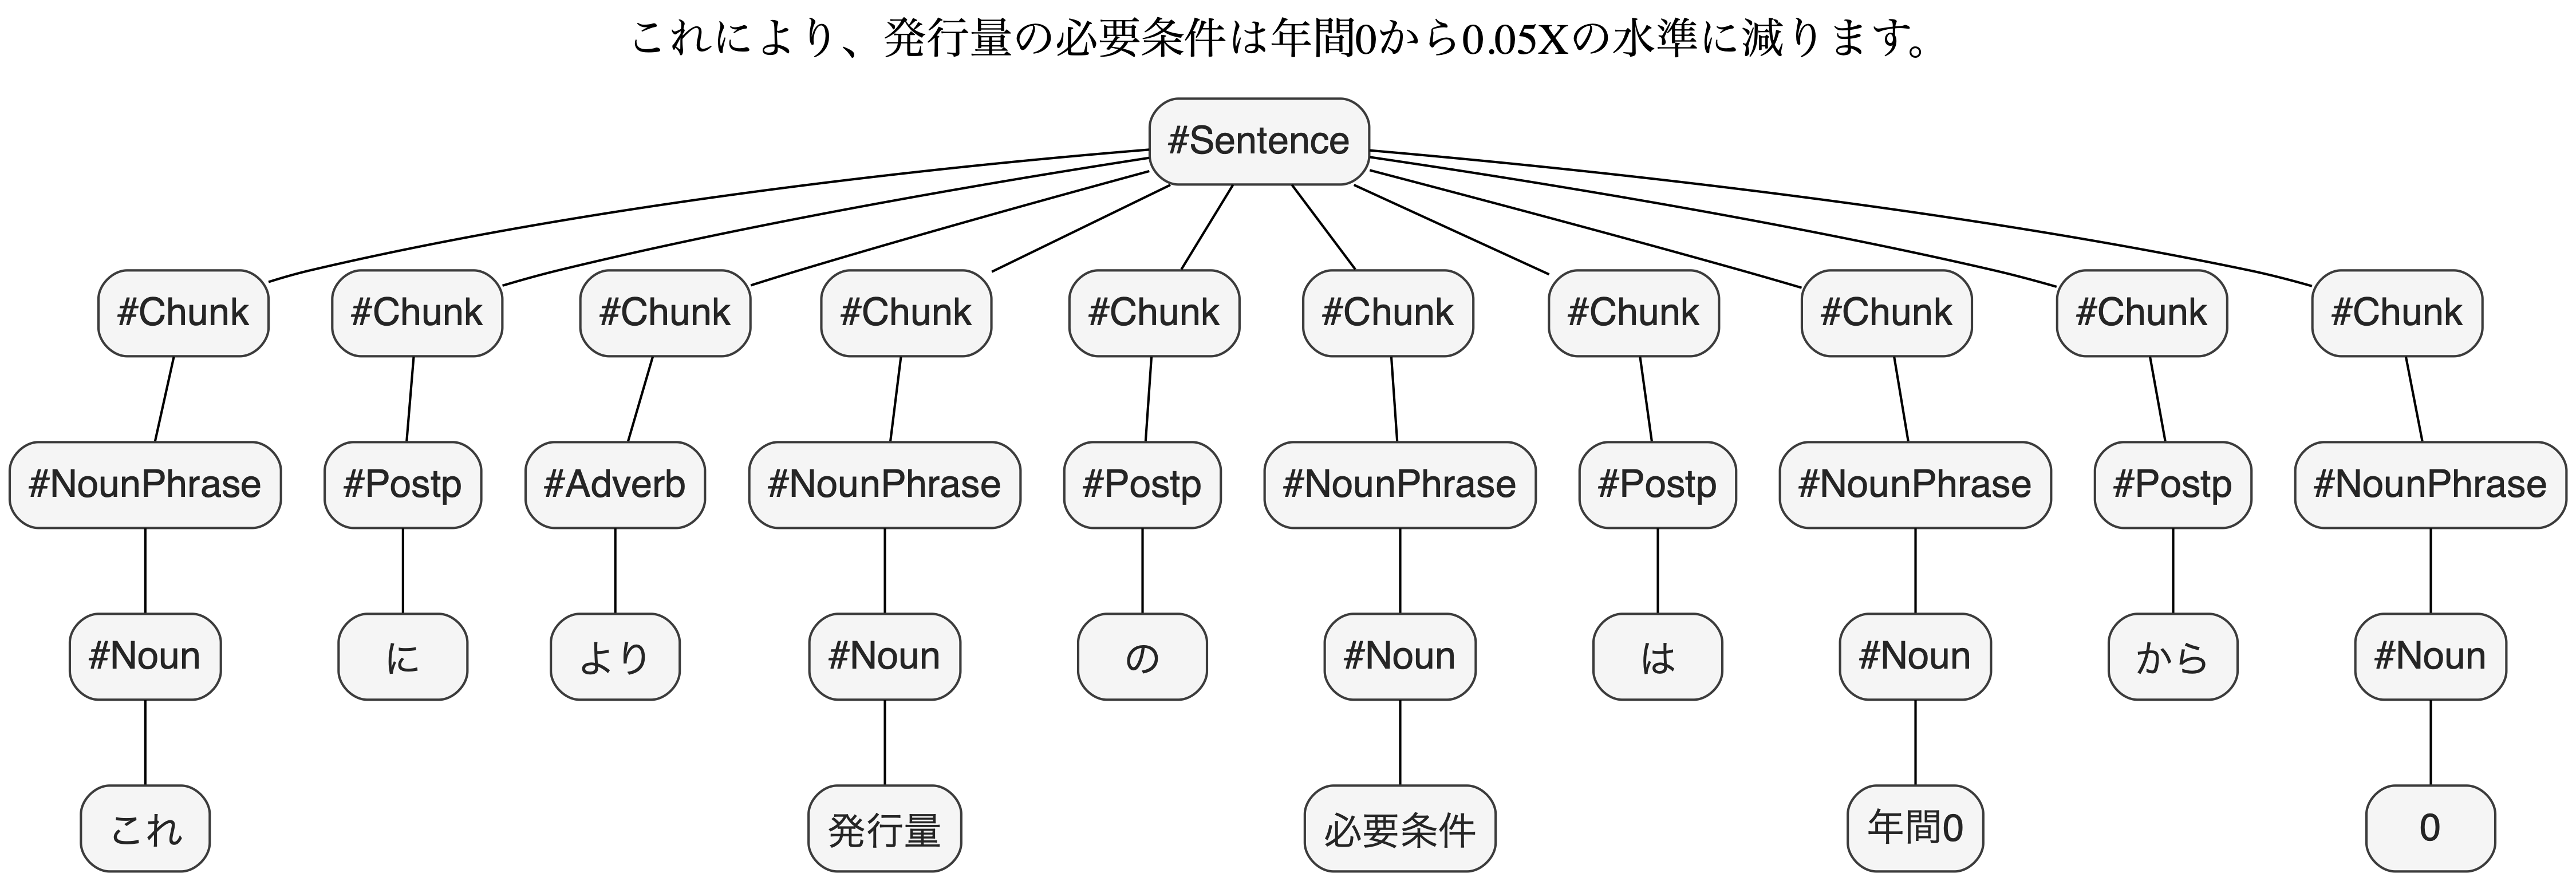 これにより、発行量の必要条件は年間0から0.05Xの水準に減ります。
#Sentence
#Chunk #Chunk #Chunk #Chunk #Chunk #Chunk #Chunk #Chunk #Chunk #Chunk
#NounPhrase #Postp #Adverb #NounPhrase #Postp #NounPhrase #Postp #NounPhrase #Postp #NounPhrase
#Noun に より #Noun の #Noun は #Noun から #Noun
これ 発行量 必要条件 年間0 0